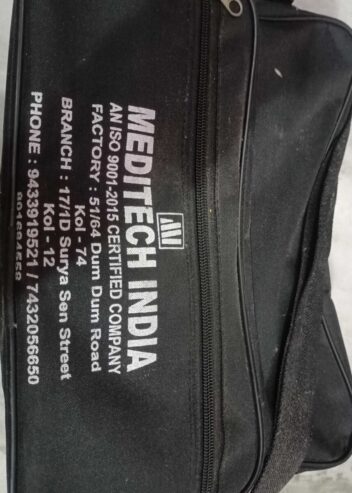 MEDITECH INDIA
AN ISO 9001-2015 CERTIFIED COMPANY
FACTORY : 51/64 Dum Dum Road
Kol - 74
BRANCH : 17/1D Surya Sen Street
Kol - 12
PHONE : 9433919521 / 7432056650